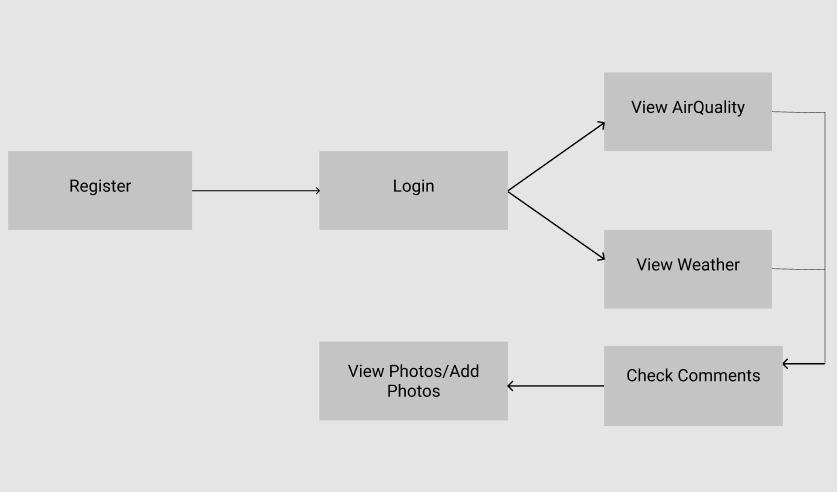 View AirQuality
Register
Login
View Weather
View Photos/Add
Photos
Check Comments